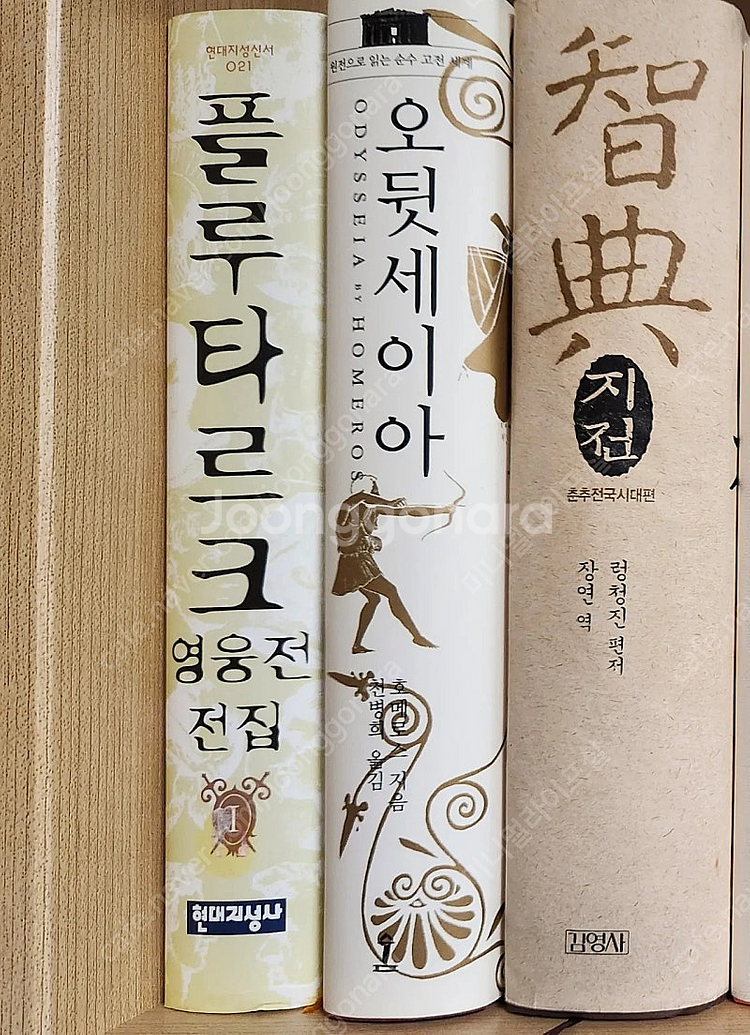 현대지성신서
021
플루타르크
영웅전
전집
I
현대지성사
원전으로 읽는 순수 고전 세계
오뒷세이아
ODYSSEIA BY HOMEROS
호메로스 지음
천병희 옮김
智典
지전
춘추전국시대편
렁청진 편저
장연 역
김영사
Joonggonara